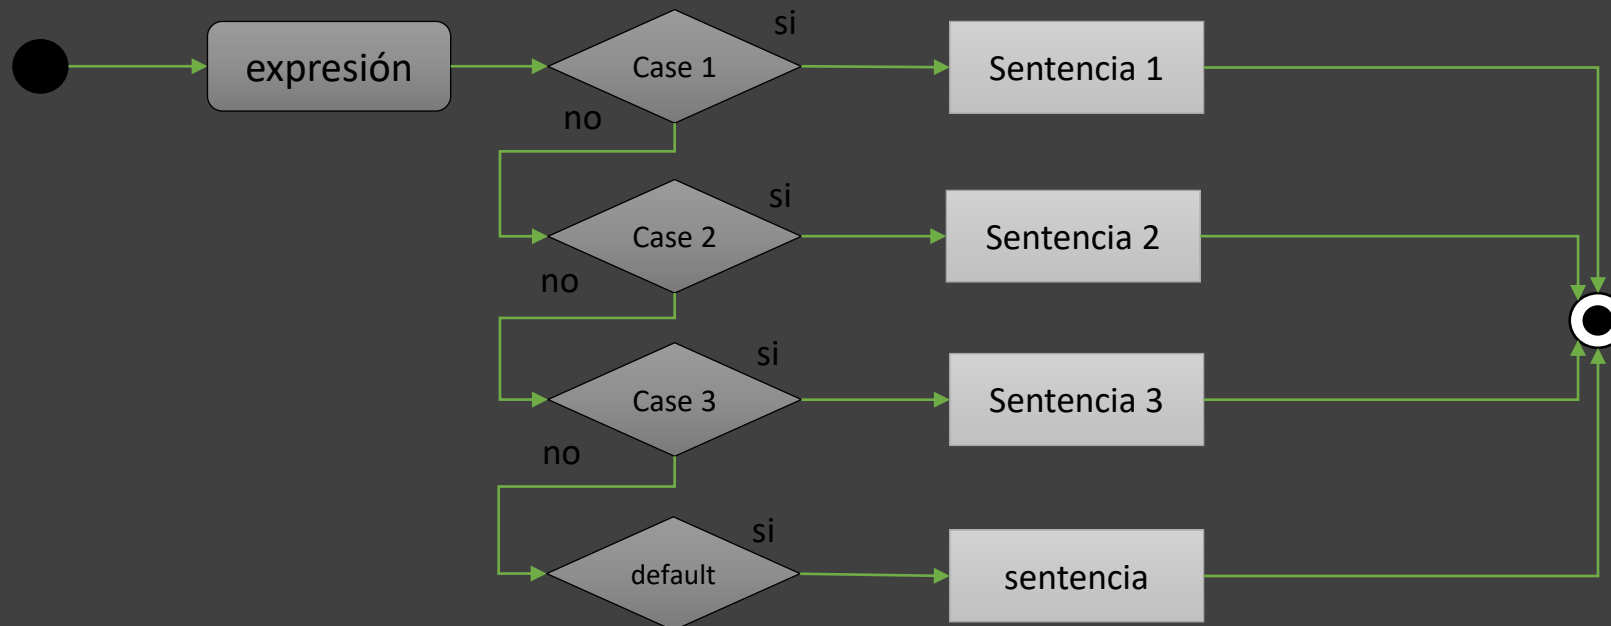 si
expresión
Case 1
Sentencia 1
no
si
Case 2
Sentencia 2
no
si
Case 3
Sentencia 3
no
si
default
sentencia